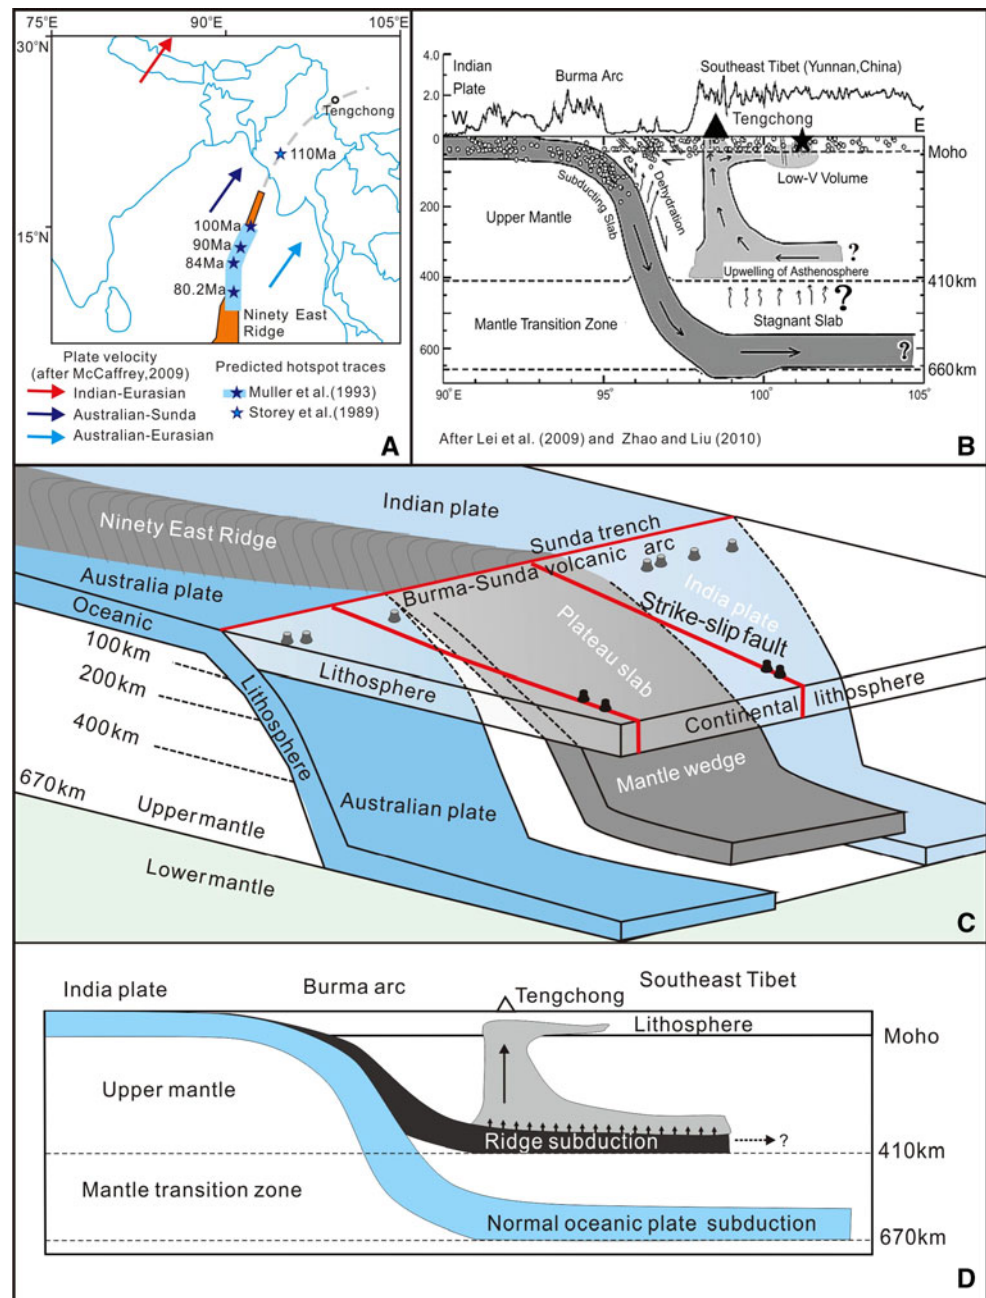 75°E
90°E
105°E
30°N
15°N
A
Tengchong
110Ma
100Ma
90Ma
84Ma
80.2Ma
Ninety East
Ridge
Plate velocity
(after McCaffrey,2009)
Indian-Eurasian
Australian-Sunda
Australian-Eurasian
Predicted hotspot traces
Muller et al.(1993)
Storey et al.(1989)
A
B
4.0
2.0
0
200
400
600
Indian
Plate
W
Burma Arc
Southeast Tibet (Yunnan,China)
Tengchong
E
Moho
Low-V Volume
Subducting Slab
Dehydration
Upper Mantle
?
Upwelling of Asthenosphere
410km
?
Stagnant Slab
Mantle Transition Zone
?
660km
90°E
95°
100°
105°
After Lei et al. (2009) and Zhao and Liu (2010)
B
Indian plate
Ninety East Ridge
Sunda trench
Burma-Sunda volcanic arc
Australia plate
India plate
Oceanic
Strike-slip fault
Plateau slab
100km
Lithosphere
lithosphere
200km
Lithosphere
Continental
400km
Mantle wedge
670km
Upper mantle
Australian plate
Lower mantle
C
India plate
Burma arc
Southeast Tibet
Tengchong
Lithosphere
Moho
Upper mantle
Ridge subduction
?
410km
Mantle transition zone
Normal oceanic plate subduction
670km
D